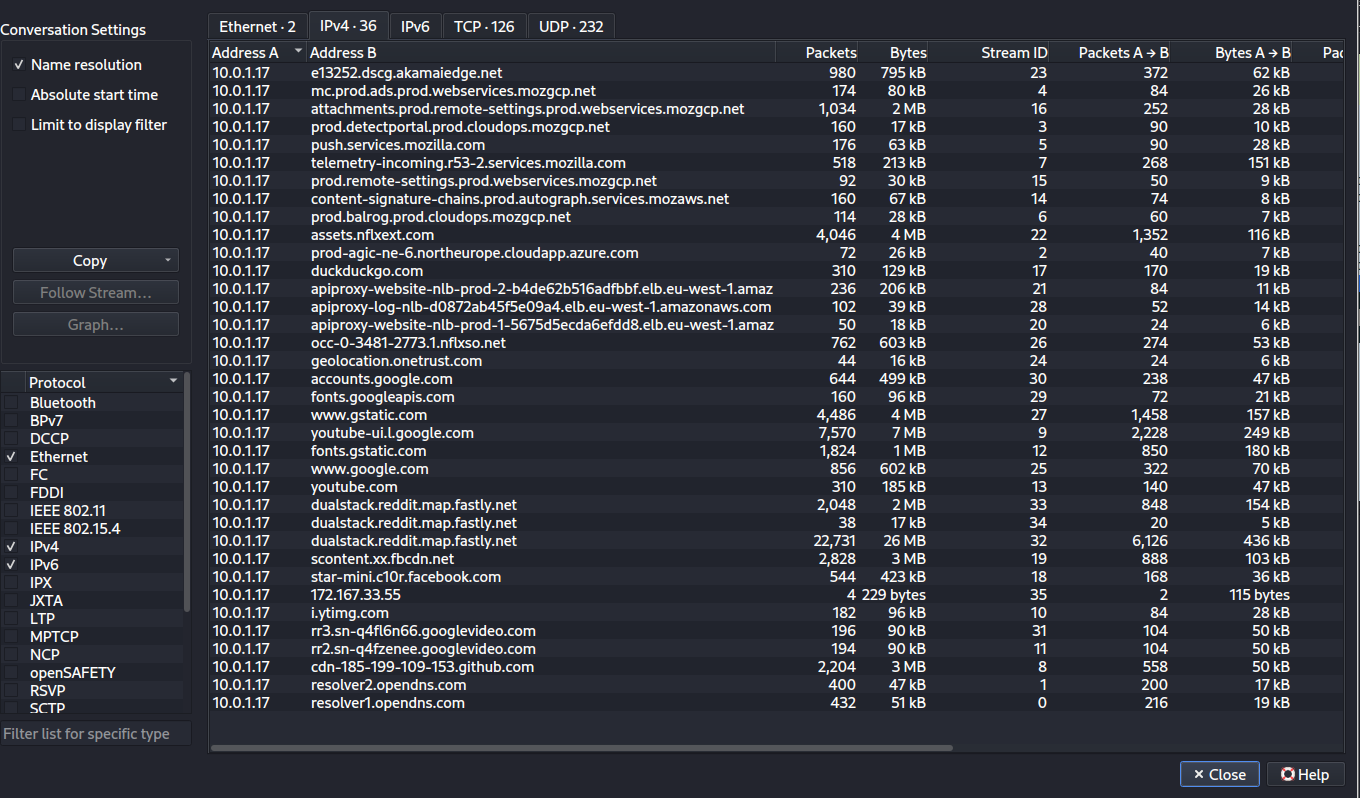 Conversation Settings
Name resolution
Absolute start time
Limit to display filter
Copy
Follow Stream…
Graph…
Protocol
Bluetooth
BPv7
DCCP
Ethernet
FC
FDDI
IEEE 802.11
IEEE 802.15.4
IPv4
IPv6
IPX
JXTA
LTP
MPTCP
NCP
openSAFETY
RSVP
SCTP
Filter list for specific type
Ethernet · 2 IPv4 · 36 IPv6 TCP · 126 UDP · 232
Address A Address B Packets Bytes Stream ID Packets A → B Bytes A → B Pac
10.0.1.17 e13252.dscg.akamaiedge.net 980 795 kB 23 372 62 kB
10.0.1.17 mc.prod.ads.prod.webservices.mozgcp.net 174 80 kB 4 84 26 kB
10.0.1.17 attachments.prod.remote-settings.prod.webservices.mozgcp.net 1,034 2 MB 16 252 28 kB
10.0.1.17 prod.detectportal.prod.cloudops.mozgcp.net 160 17 kB 3 90 10 kB
10.0.1.17 push.services.mozilla.com 176 63 kB 5 90 28 kB
10.0.1.17 telemetry-incoming.r53-2.services.mozilla.com 518 213 kB 7 268 151 kB
10.0.1.17 prod.remote-settings.prod.webservices.mozgcp.net 92 30 kB 15 50 9 kB
10.0.1.17 content-signature-chains.prod.autograph.services.mozaws.net 160 67 kB 14 74 8 kB
10.0.1.17 prod.balrog.prod.cloudops.mozgcp.net 114 28 kB 6 60 7 kB
10.0.1.17 assets.nflxext.com 4,046 4 MB 22 1,352 116 kB
10.0.1.17 prod-agic-ne-6.northeurope.cloudapp.azure.com 72 26 kB 2 40 7 kB
10.0.1.17 duckduckgo.com 310 129 kB 17 170 19 kB
10.0.1.17 apiproxy-website-nlb-prod-2-b4de62b516adfbbf.elb.eu-west-1.amaz 236 206 kB 21 84 11 kB
10.0.1.17 apiproxy-log-nlb-d0872ab45f5e09a4.elb.eu-west-1.amazonaws.com 102 39 kB 28 52 14 kB
10.0.1.17 apiproxy-website-nlb-prod-1-5675d5ecda6efdd8.elb.eu-west-1.amaz 50 18 kB 20 24 6 kB
10.0.1.17 occ-0-3481-2773.1.nflxso.net 762 603 kB 26 274 53 kB
10.0.1.17 geolocation.onetrust.com 44 16 kB 24 24 6 kB
10.0.1.17 accounts.google.com 644 499 kB 30 238 47 kB
10.0.1.17 fonts.googleapis.com 160 96 kB 29 72 21 kB
10.0.1.17 www.gstatic.com 4,486 4 MB 27 1,458 157 kB
10.0.1.17 youtube-ui.l.google.com 7,570 7 MB 9 2,228 249 kB
10.0.1.17 fonts.gstatic.com 1,824 1 MB 12 850 180 kB
10.0.1.17 www.google.com 856 602 kB 25 322 70 kB
10.0.1.17 youtube.com 310 185 kB 13 140 47 kB
10.0.1.17 dualstack.reddit.map.fastly.net 2,048 2 MB 33 848 154 kB
10.0.1.17 dualstack.reddit.map.fastly.net 38 17 kB 34 20 5 kB
10.0.1.17 dualstack.reddit.map.fastly.net 22,731 26 MB 32 6,126 436 kB
10.0.1.17 scontent.xx.fbcdn.net 2,828 3 MB 19 888 103 kB
10.0.1.17 star-mini.c10r.facebook.com 544 423 kB 18 168 36 kB
10.0.1.17 172.167.33.55 4 229 bytes 35 2 115 bytes
10.0.1.17 i.ytimg.com 182 96 kB 10 84 28 kB
10.0.1.17 rr3.sn-q4fl6n66.googlevideo.com 196 90 kB 31 104 50 kB
10.0.1.17 rr2.sn-q4fzenee.googlevideo.com 194 90 kB 11 104 50 kB
10.0.1.17 cdn-185-199-109-153.github.com 2,204 3 MB 8 558 50 kB
10.0.1.17 resolver2.opendns.com 400 47 kB 1 200 17 kB
10.0.1.17 resolver1.opendns.com 432 51 kB 0 216 19 kB
Close Help